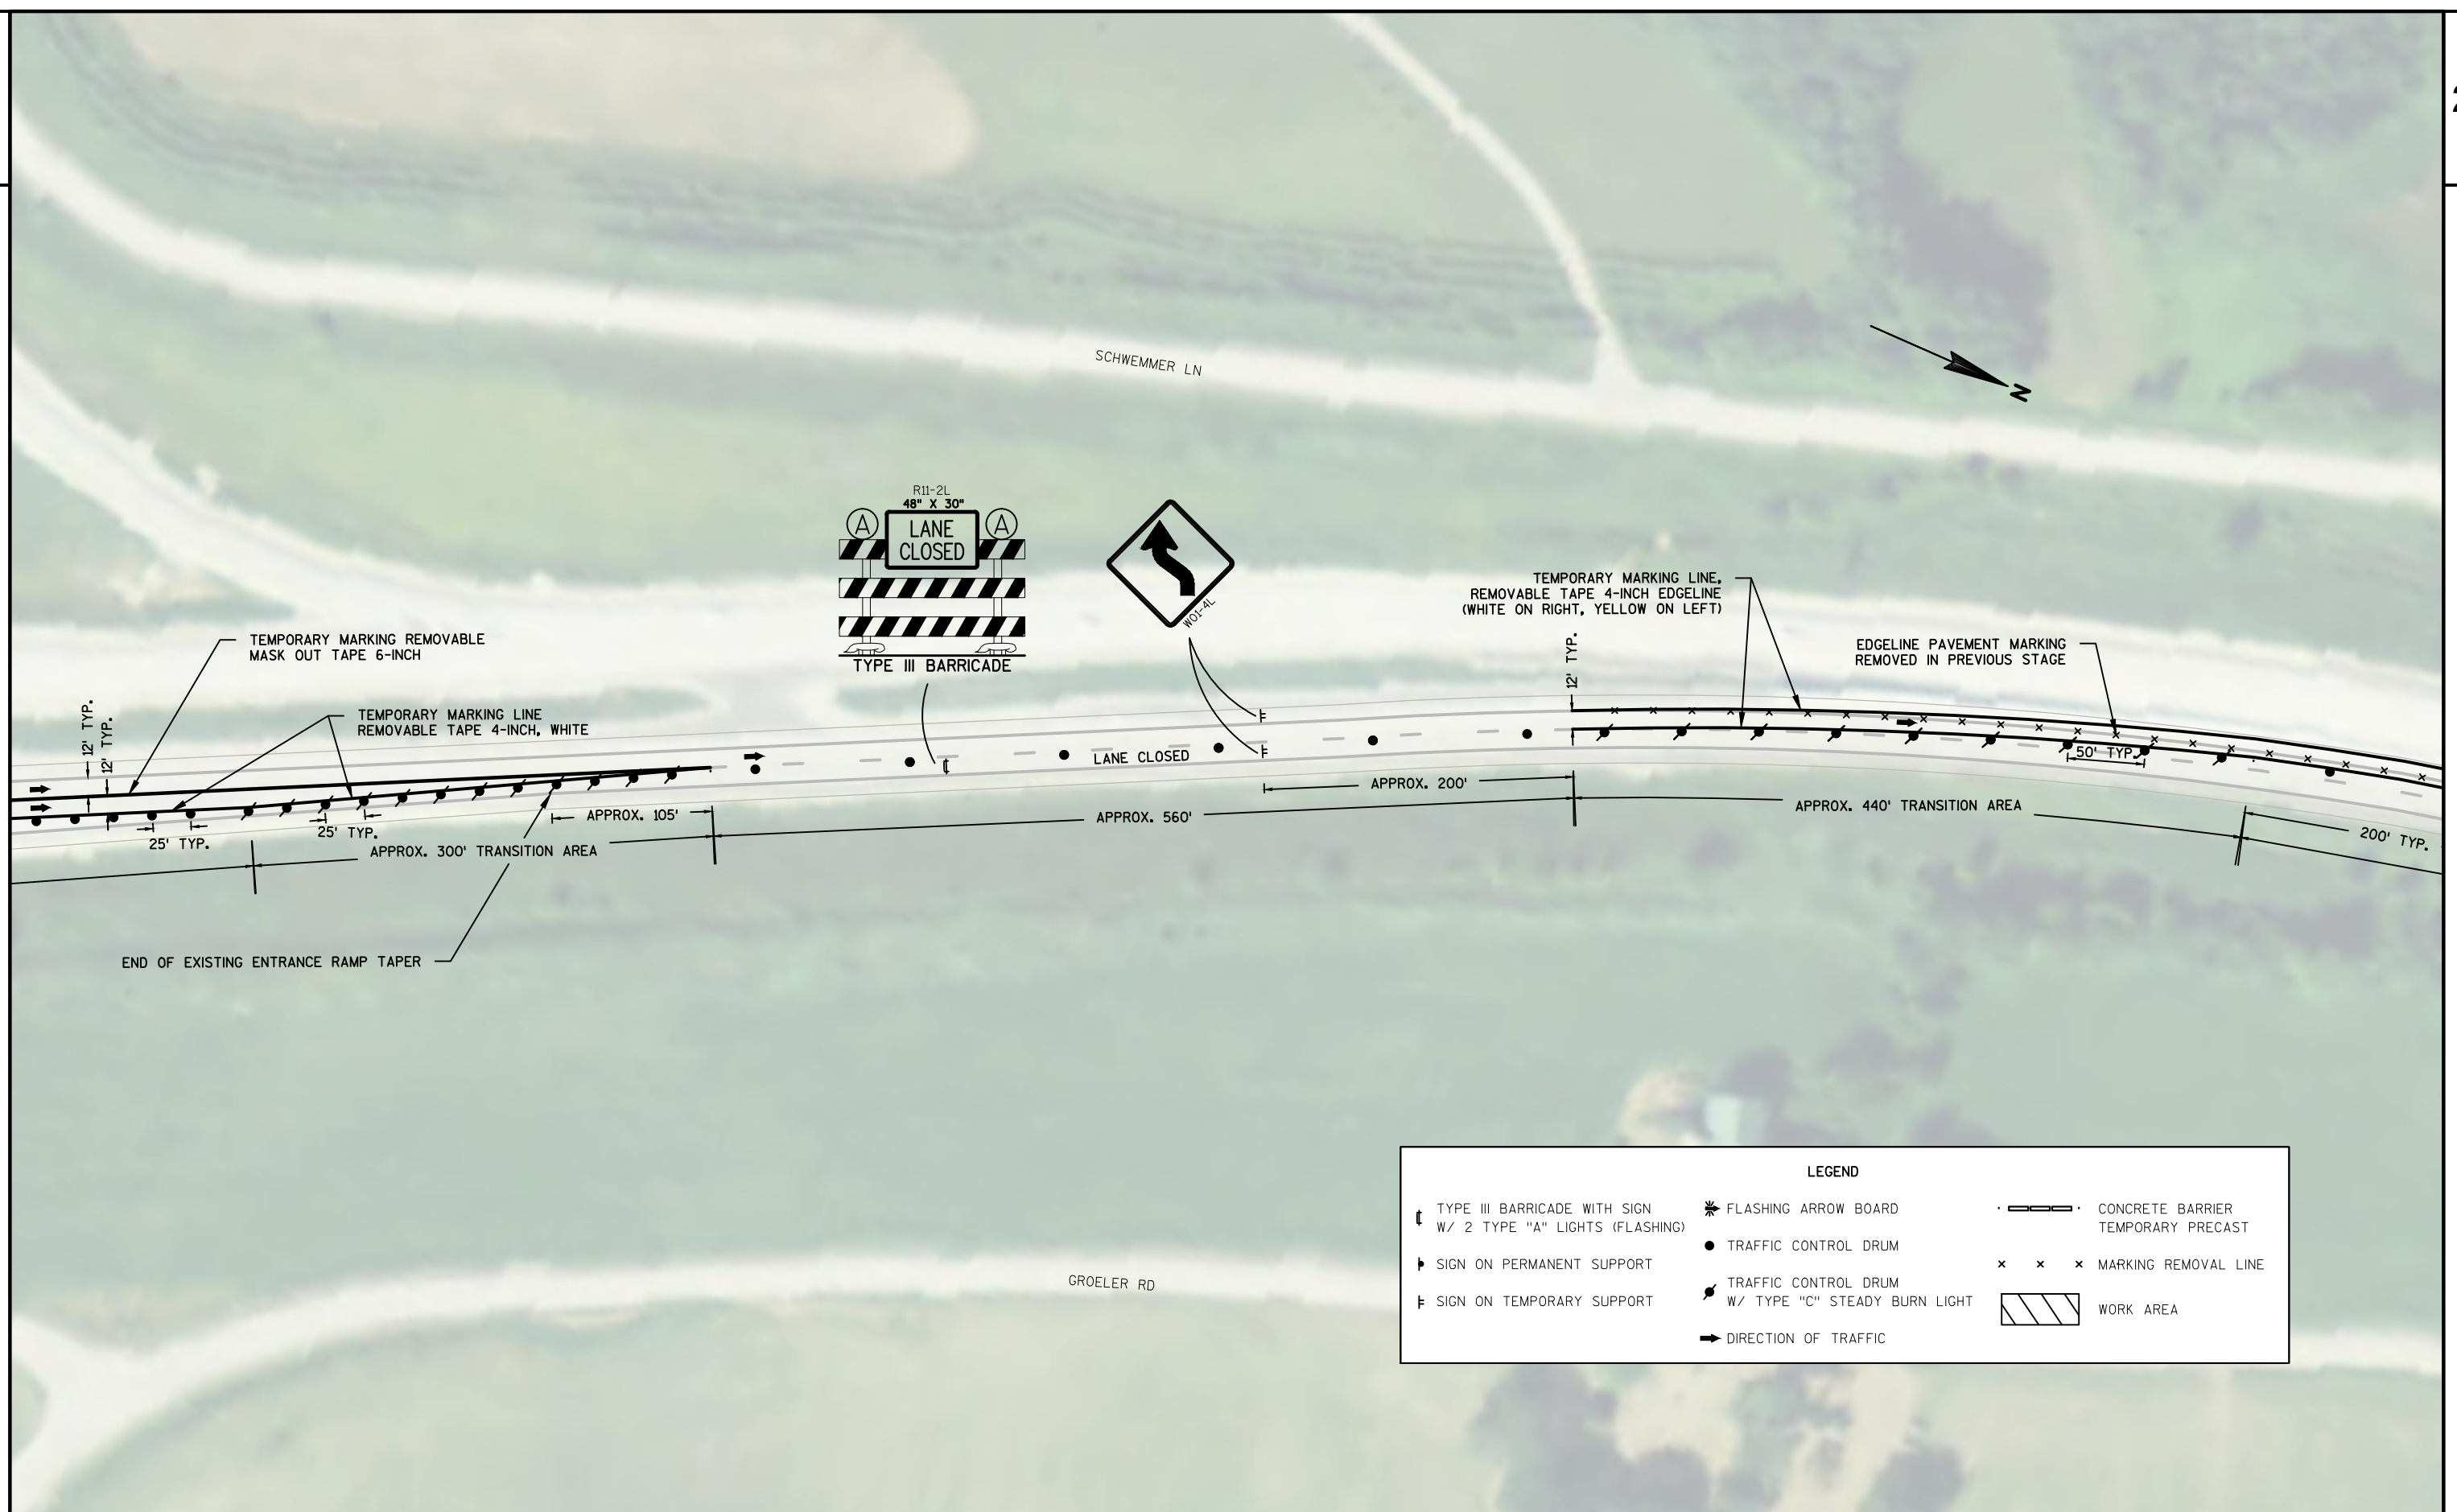 2
SCHWEMMER LN
N
R11-2L
48" X 30"
A
LANE
CLOSED
A
TYPE III BARRICADE
WO1-4L
TEMPORARY MARKING LINE,
REMOVABLE TAPE 4-INCH EDGELINE
(WHITE ON RIGHT, YELLOW ON LEFT)
12' TYP.
EDGELINE PAVEMENT MARKING
REMOVED IN PREVIOUS STAGE
TEMPORARY MARKING REMOVABLE
MASK OUT TAPE 6-INCH
12' TYP.
12' TYP.
TEMPORARY MARKING LINE
REMOVABLE TAPE 4-INCH, WHITE
LANE CLOSED
50' TYP.
APPROX. 200'
APPROX. 105'
APPROX. 560'
APPROX. 440' TRANSITION AREA
25' TYP.
25' TYP.
APPROX. 300' TRANSITION AREA
200' TYP.
END OF EXISTING ENTRANCE RAMP TAPER
GROELER RD
LEGEND
TYPE III BARRICADE WITH SIGN
W/ 2 TYPE "A" LIGHTS (FLASHING)
SIGN ON PERMANENT SUPPORT
SIGN ON TEMPORARY SUPPORT
FLASHING ARROW BOARD
TRAFFIC CONTROL DRUM
TRAFFIC CONTROL DRUM
W/ TYPE "C" STEADY BURN LIGHT
DIRECTION OF TRAFFIC
CONCRETE BARRIER
TEMPORARY PRECAST
MARKING REMOVAL LINE
WORK AREA